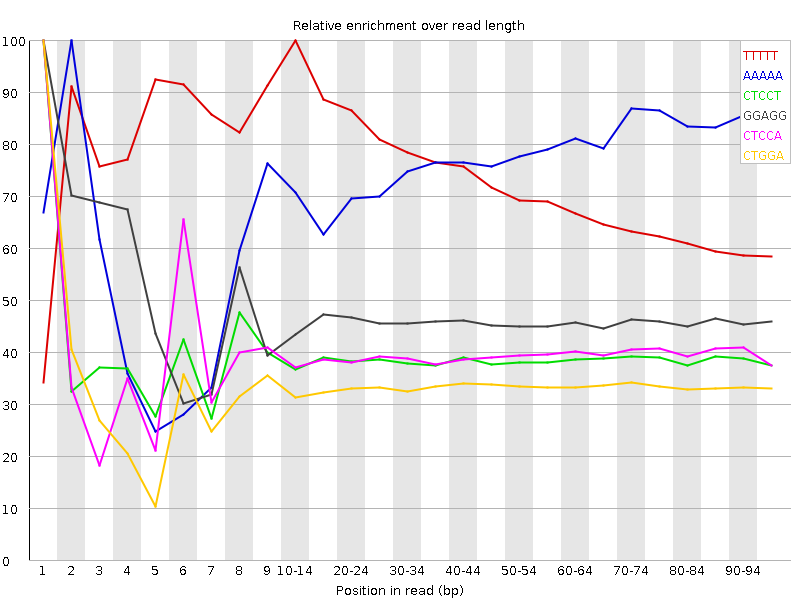 Relative enrichment over read length
100
90
80
70
60
50
40
30
20
10
0
TTTTT
AAAAA
CTCCT
GGAGG
CTCCA
CTGGA
1 2 3 4 5 6 7 8 9 10-14 20-24 30-34 40-44 50-54 60-64 70-74 80-84 90-94
Position in read (bp)